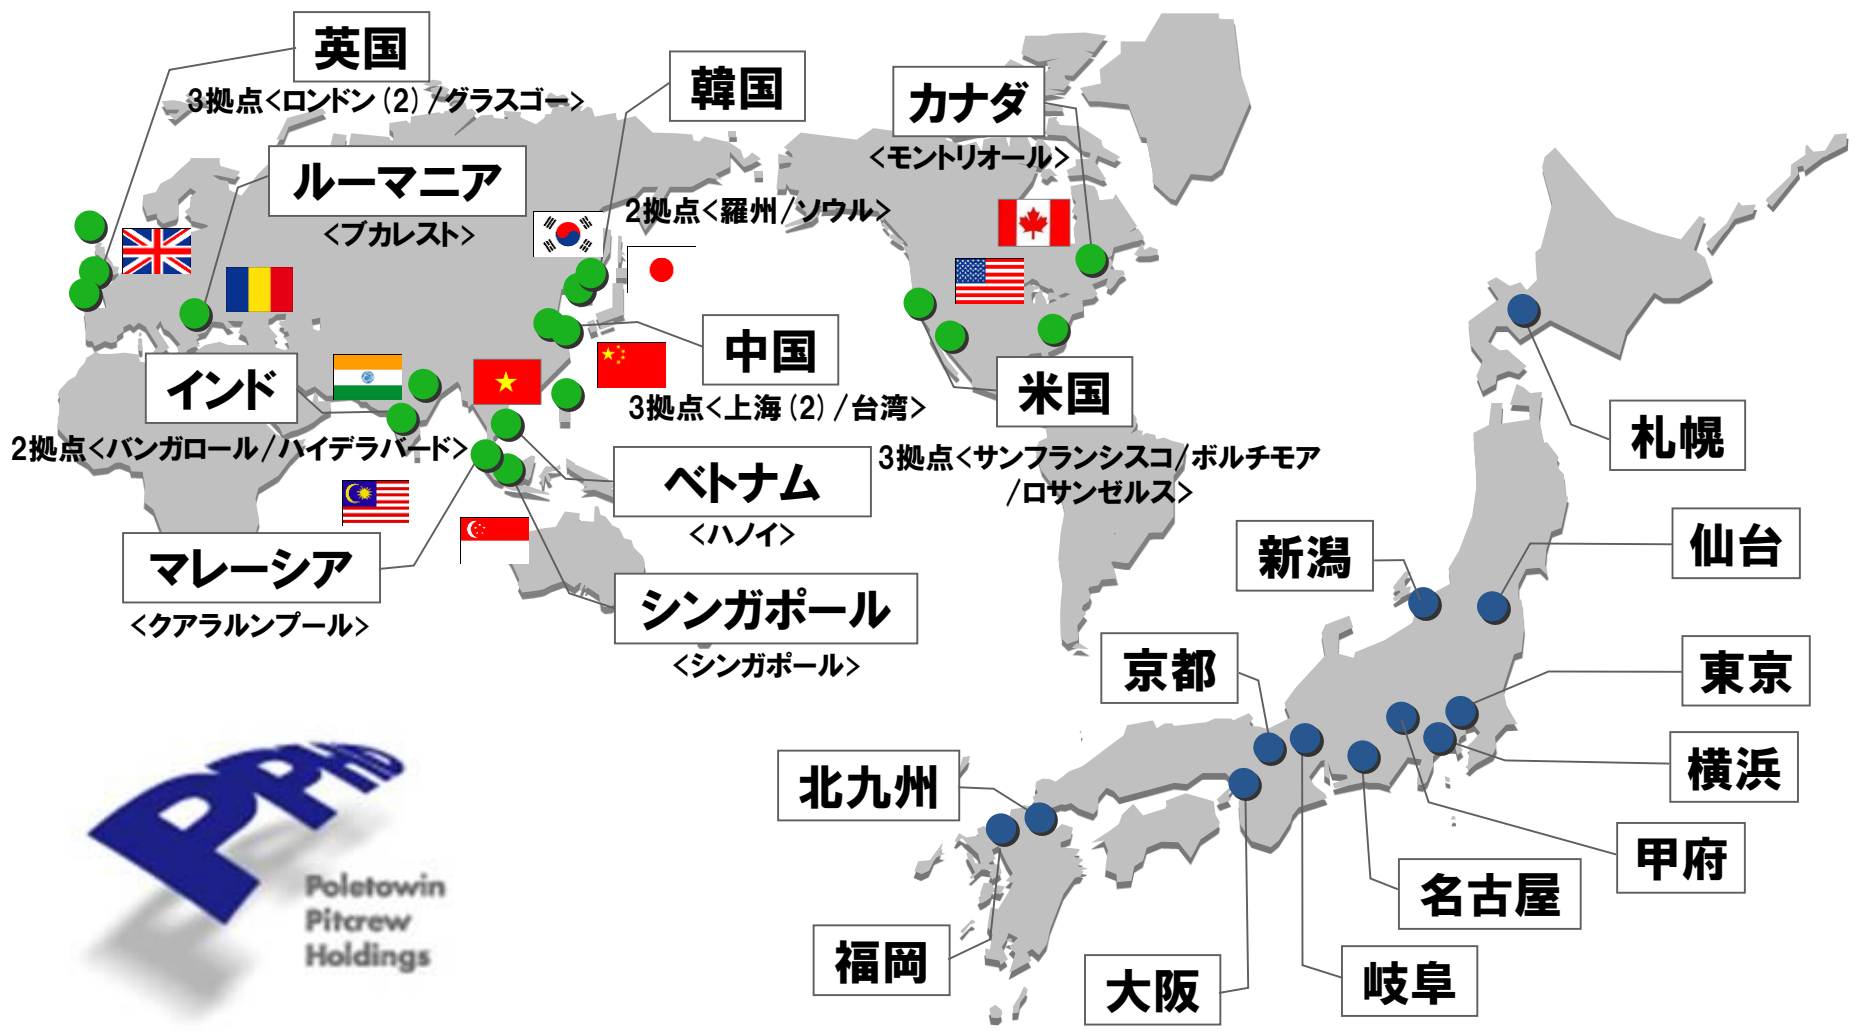 英国
3拠点<ロンドン(2)/グラスゴー>
韓国
2拠点<羅州/ソウル>
カナダ
<モントリオール>
ルーマニア
<ブカレスト>
中国
3拠点<上海(2)/台湾>
インド
2拠点<バンガロール/ハイデラバード>
米国
3拠点<サンフランシスコ/ボルチモア
/ロサンゼルス>
ベトナム
<ハノイ>
マレーシア
<クアラルンプール>
シンガポール
<シンガポール>
札幌
仙台
新潟
京都
東京
横浜
北九州
甲府
名古屋
福岡
大阪
岐阜
PPHD
Poletowin
Pitcrew
Holdings